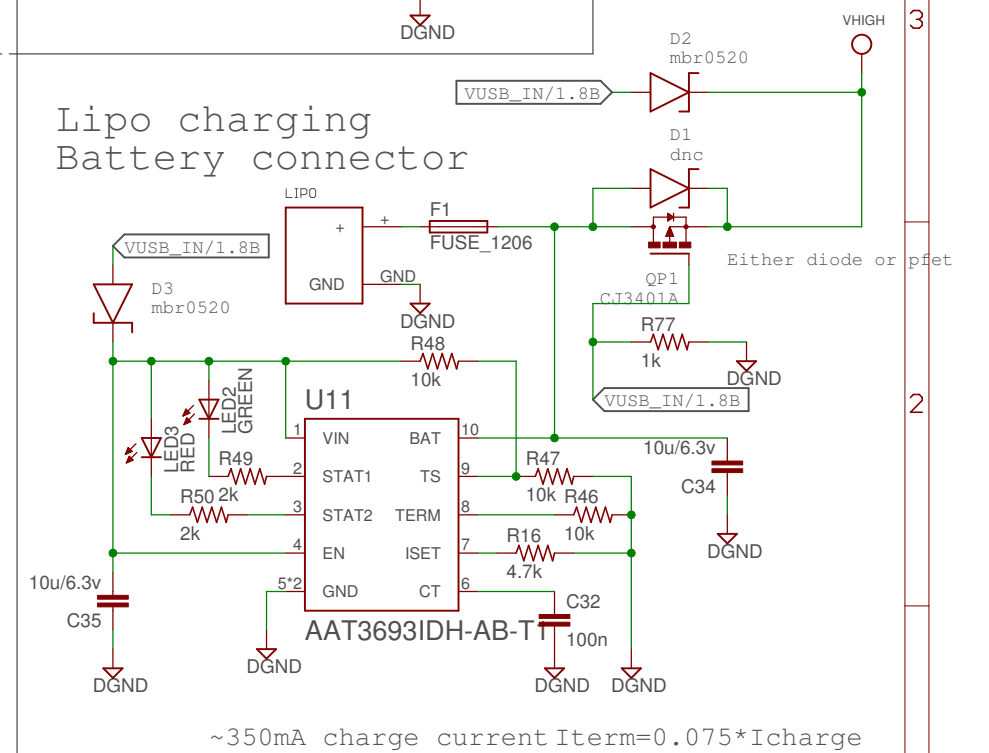 DGND
3
VHIGH
D2
mbr0520
VUSB_IN/1.8B
Lipo charging
Battery connector
D1
dnc
LIPO
+
+
F1
FUSE_1206
VUSB_IN/1.8B
GND
GND
Either diode or pfet
D3
mbr0520
QP1
CJ3401A
DGND
R77
1k
R48
10k
DGND
VUSB_IN/1.8B
2
LED2
GREEN
LED3
RED
U11
1
VIN
BAT
10
10u/6.3v
C34
R49
2k
2
STAT1
TS
9
R47
10k
R50
2k
3
STAT2
TERM
8
R46
10k
4
EN
ISET
7
R16
4.7k
DGND
10u/6.3v
C35
5*2
GND
CT
6
C32
100n
AAT3693IDH-AB-T1
DGND
DGND
DGND
DGND
~350mA charge current Iterm=0.075*Icharge